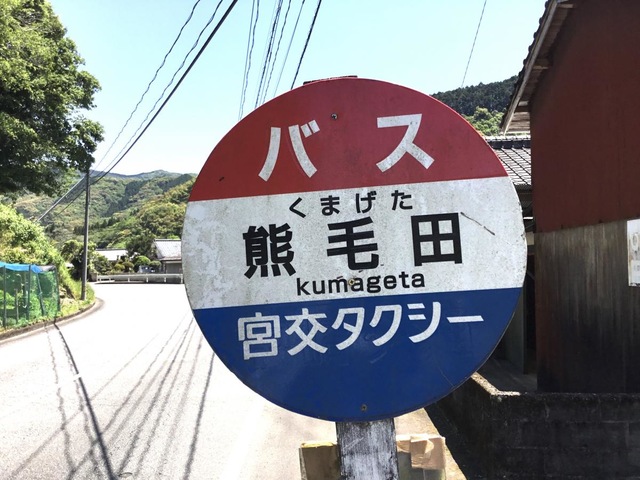 バス
くまげた
熊毛田
kumageta
宮交タクシー